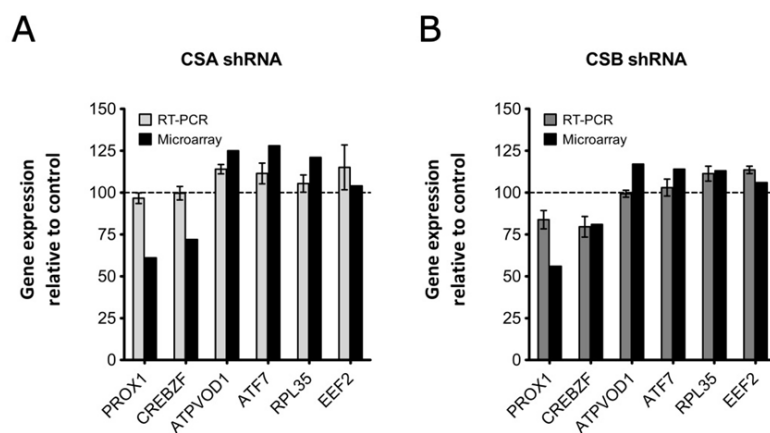 A
CSA shRNA
Gene expression
relative to control
150
125
100
75
50
25
0
RT-PCR
Microarray
PROX1
CREBZF
ATPVOD1
ATF7
RPL35
EEF2
B
CSB shRNA
Gene expression
relative to control
150
125
100
75
50
25
0
RT-PCR
Microarray
PROX1
CREBZF
ATPVOD1
ATF7
RPL35
EEF2